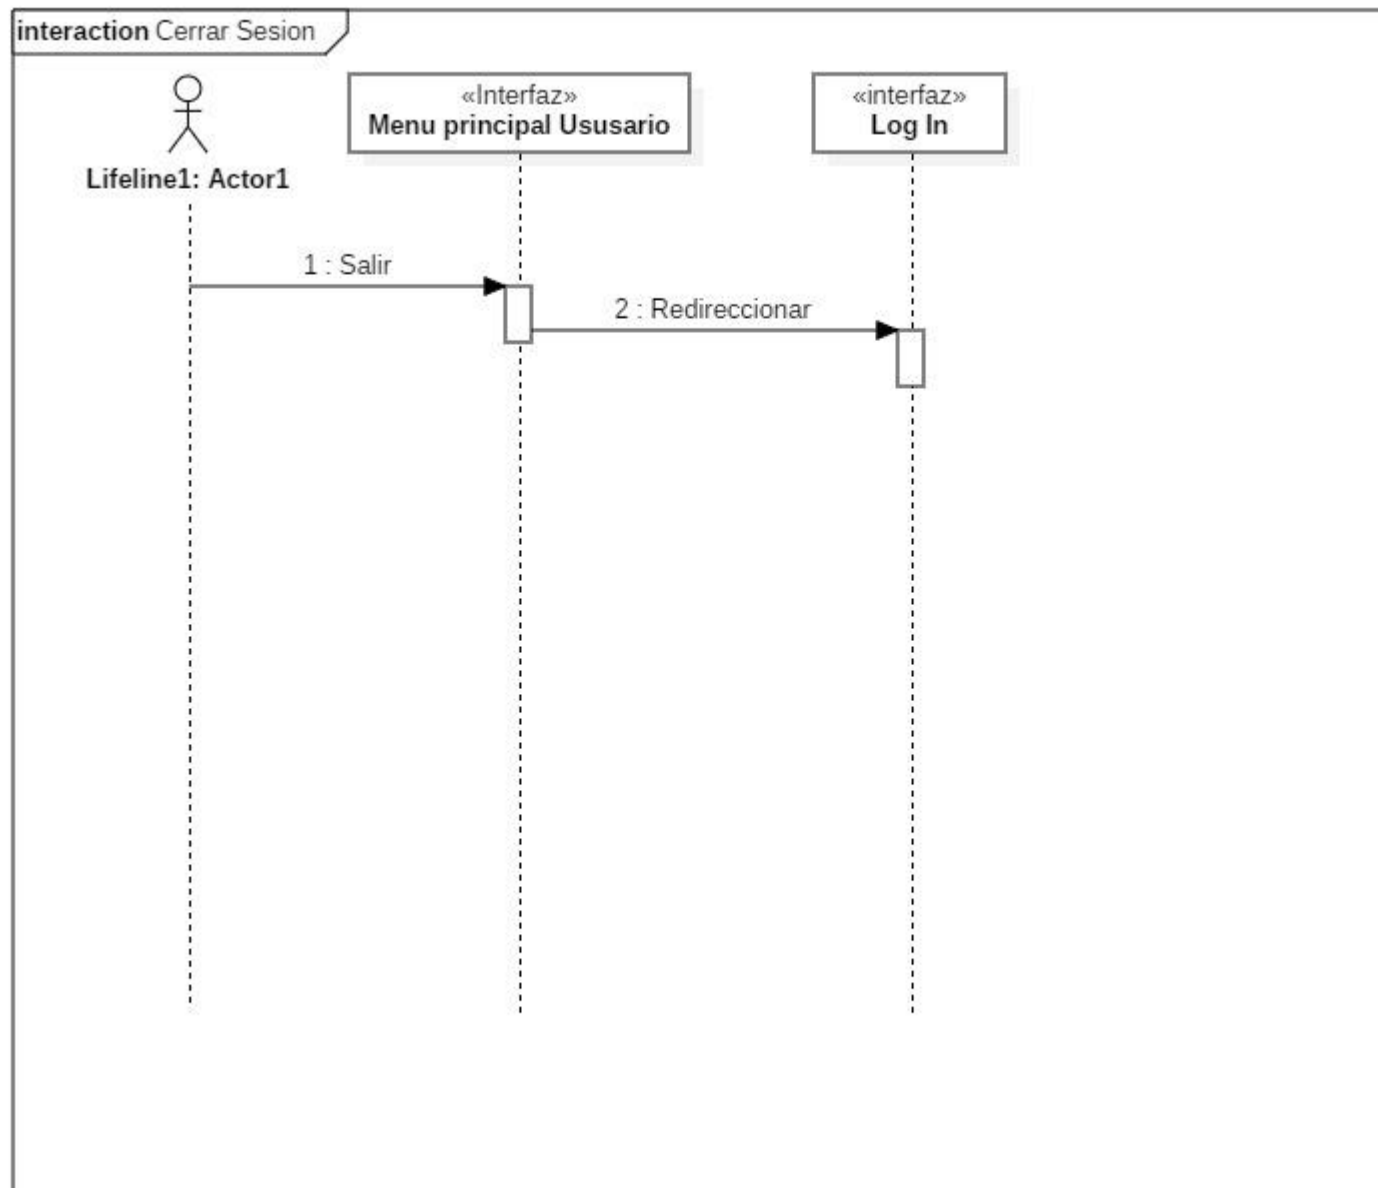 interaction Cerrar Sesion
«Interfaz»
Menu principal Ususario
«interfaz»
Log In
Lifeline1: Actor1
1 : Salir
2 : Redireccionar